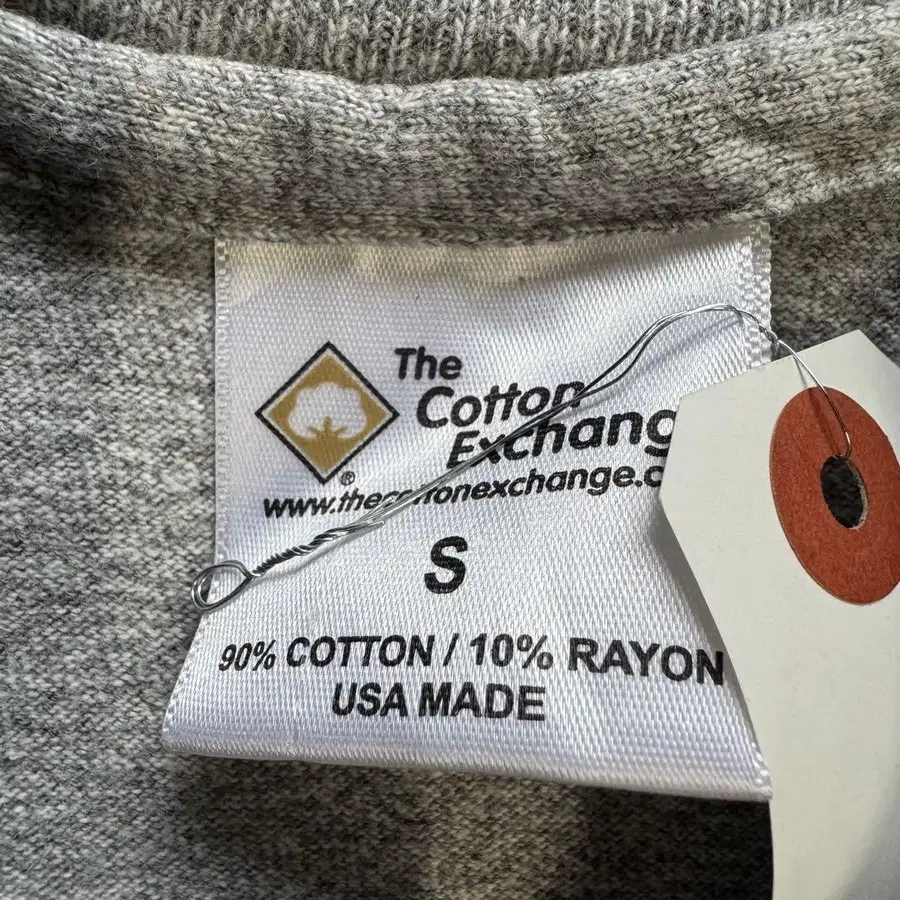 The
Cotton
Exchang
®
www.thecottonexchange.c
S
90% COTTON / 10% RAYON
USA MADE